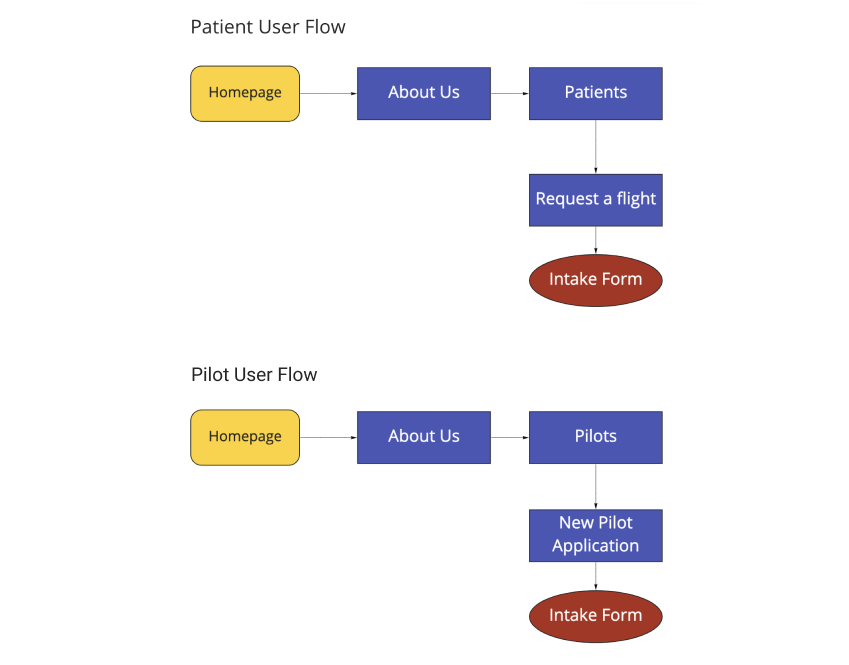 Patient User Flow
Homepage
About Us
Patients
Request a flight
Intake Form
Pilot User Flow
Homepage
About Us
Pilots
New Pilot
Application
Intake Form